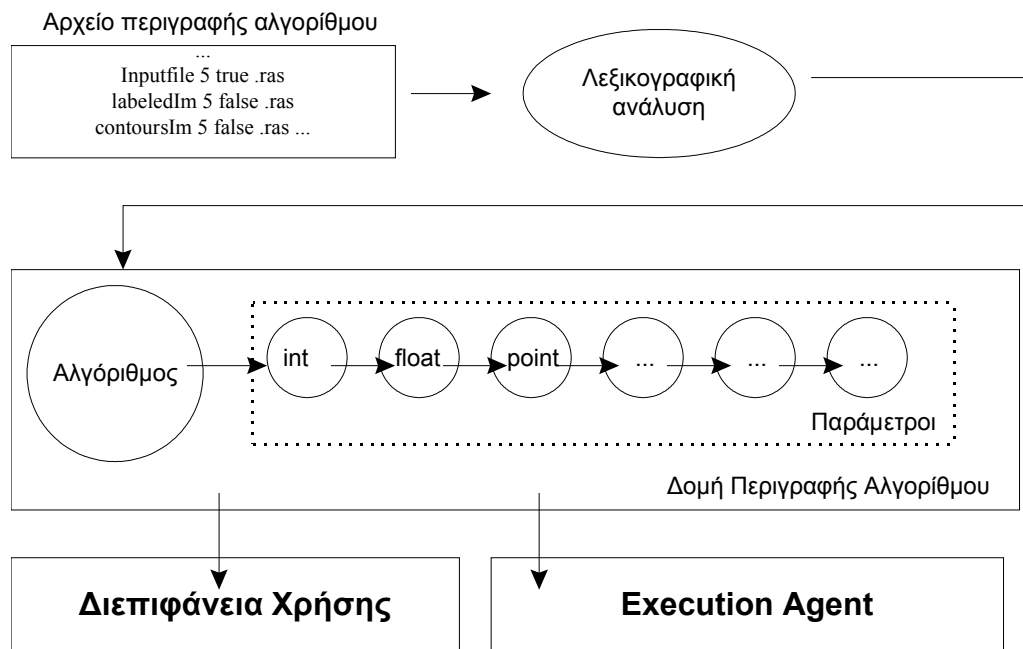 Αρχείο περιγραφής αλγορίθμου
...
Inputfile 5 true .ras
labeledIm 5 false .ras
contoursIm 5 false .ras ...
Λεξικογραφική
ανάλυση
Αλγόριθμος
int
float
point
...
...
...
Παράμετροι
Δομή Περιγραφής Αλγορίθμου
Διεπιφάνεια Χρήσης
Execution Agent